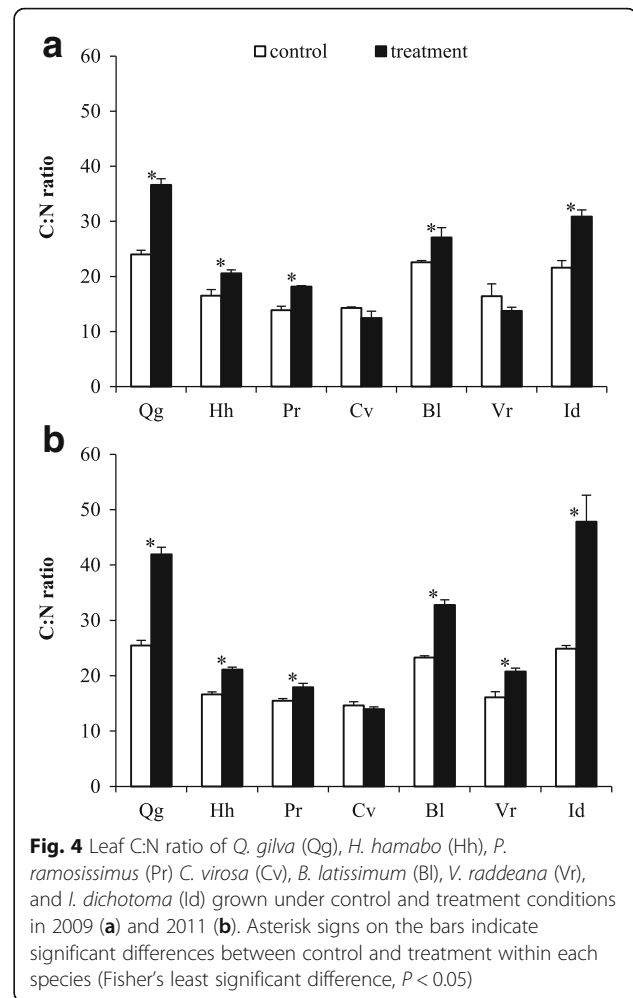 a
control treatment
60
50
40
30
20
10
0
C:N ratio
* * * * *
Qg Hh Pr Cv Bl Vr Id
b
60
50
40
30
20
10
0
C:N ratio
* * * * * *
Qg Hh Pr Cv Bl Vr Id
Fig. 4 Leaf C:N ratio of Q. gilva (Qg), H. hamabo (Hh), P.
ramosissimus (Pr) C. virosa (Cv), B. latissimum (Bl), V. raddeana (Vr),
and I. dichotoma (Id) grown under control and treatment conditions
in 2009 (a) and 2011 (b). Asterisk signs on the bars indicate
significant differences between control and treatment within each
species (Fisher's least significant difference, P < 0.05)